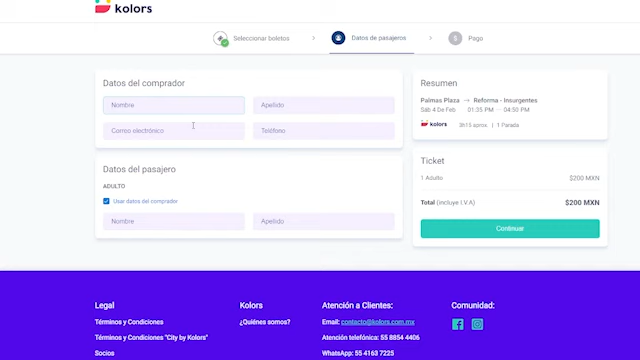 kolors
Seleccionar boletos > Datos de pasajeros > $ Pago
Datos del comprador
Nombre Apellido
Correo electrónico Teléfono
Datos del pasajero
ADULTO
Usar datos del comprador
Nombre Apellido
Resumen
Palmas Plaza → Reforma - Insurgentes
Sáb 4 De Feb 01:35 PM — 04:50 PM
kolors 3h15 aprox. | 1 Parada
Ticket
1 Adulto $200 MXN
Total (incluye I.V.A) $200 MXN
Continuar
Legal
Términos y Condiciones
Términos y Condiciones "City by Kolors"
Socios
Kolors
¿Quiénes somos?
Atención a Clientes:
Email: contacto@kolors.com.mx
Atención telefónica: 55 8854 4406
WhatsApp: 55 4163 7225
Comunidad: